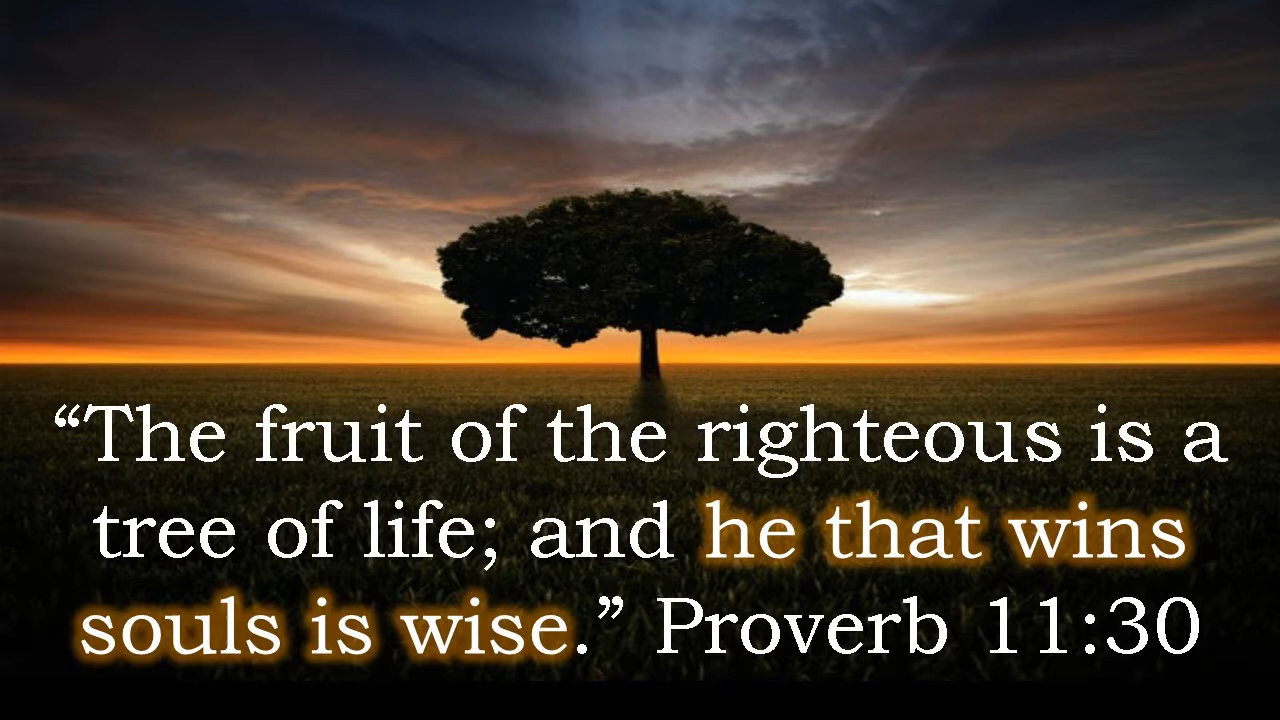 “The fruit of the righteous is a
tree of life; and he that wins
souls is wise.” Proverb 11:30